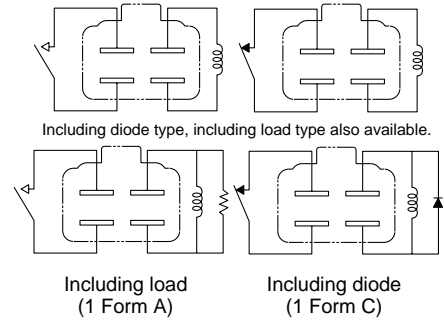 Including diode type, including load type also available.
Including load
(1 Form A)
Including diode
(1 Form C)